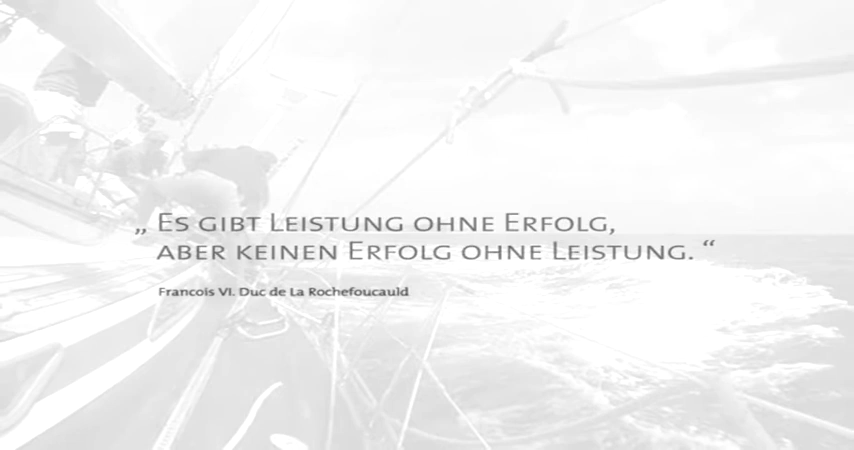 „ Es gibt Leistung ohne Erfolg,
aber keinen Erfolg ohne Leistung. “
Francois VI. Duc de La Rochefoucauld